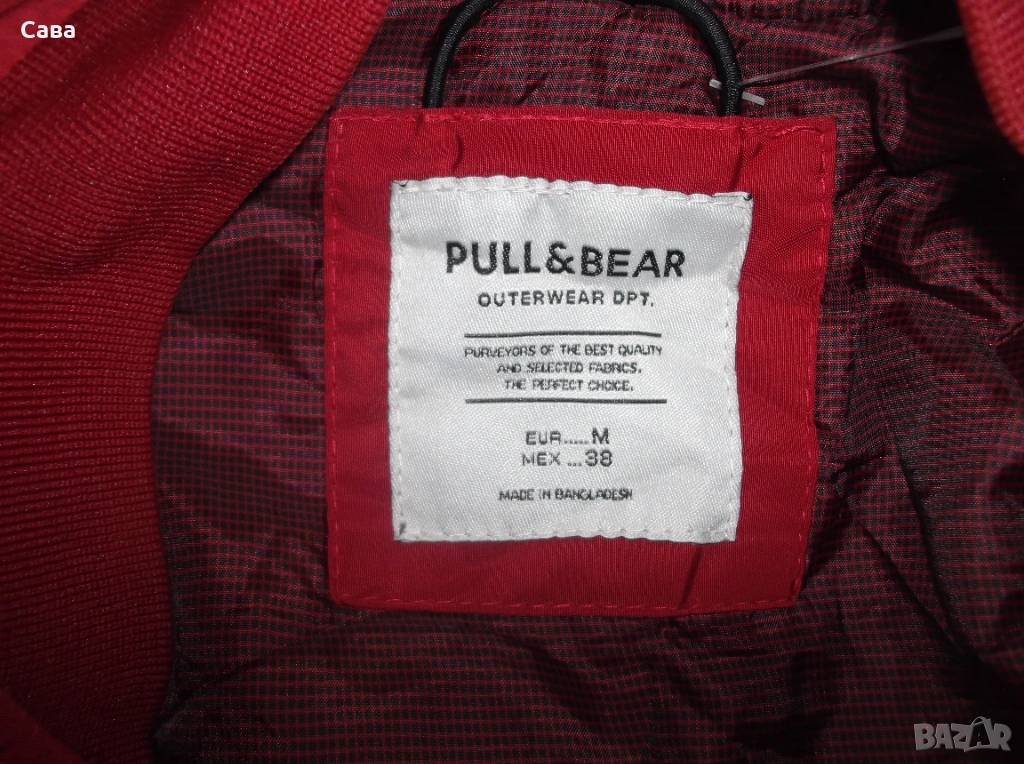 Сава
PULL&BEAR
OUTERWEAR DPT.
PURVEYORS OF THE BEST QUALITY
AND SELECTED FABRICS.
THE PERFECT CHOICE.
EUR.....M
MEX ...38
MADE IN BANGLADESH
BAZAR